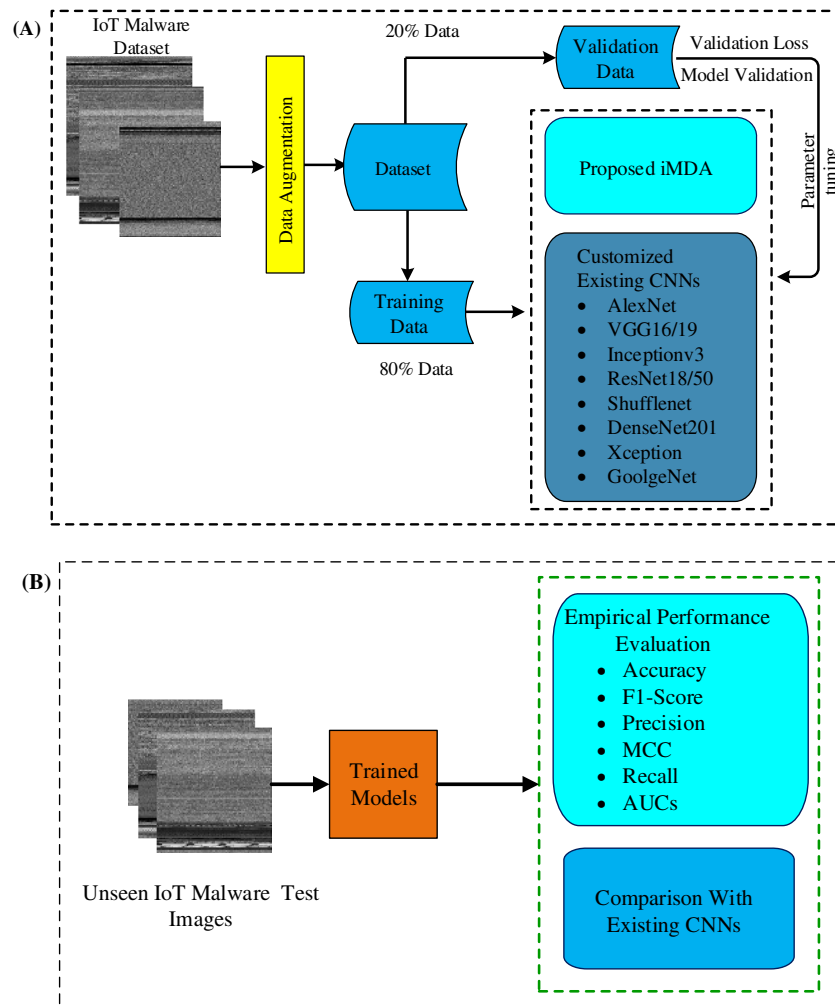 (A)
IoT Malware
Dataset
Data Augmentation
20% Data
Dataset
Validation
Data
Validation Loss
Model Validation
Parameter
tuning
Training
Data
80% Data
Proposed iMDA
Customized
Existing CNNs
• AlexNet
• VGG16/19
• Inceptionv3
• ResNet18/50
• Shufflenet
• DenseNet201
• Xception
• GoolgeNet
(B)
Unseen IoT Malware Test
Images
Trained
Models
Empirical Performance
Evaluation
• Accuracy
• F1-Score
• Precision
• MCC
• Recall
• AUCs
Comparison With
Existing CNNs